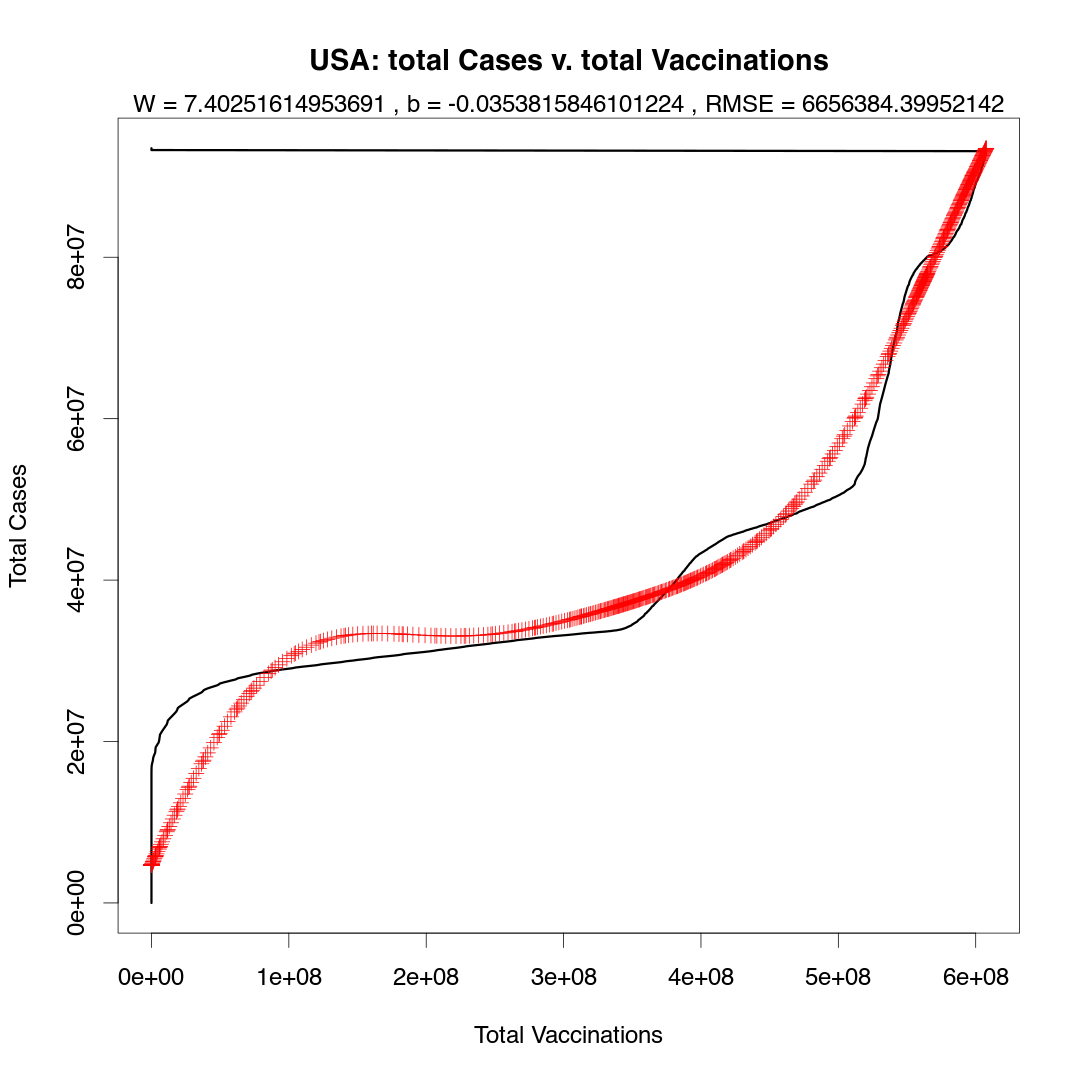 USA: total Cases v. total Vaccinations
W = 7.40251614953691 , b = -0.0353815846101224 , RMSE = 6656384.39952142
Total Cases
8e+07
6e+07
4e+07
2e+07
0e+00
0e+00 1e+08 2e+08 3e+08 4e+08 5e+08 6e+08
Total Vaccinations